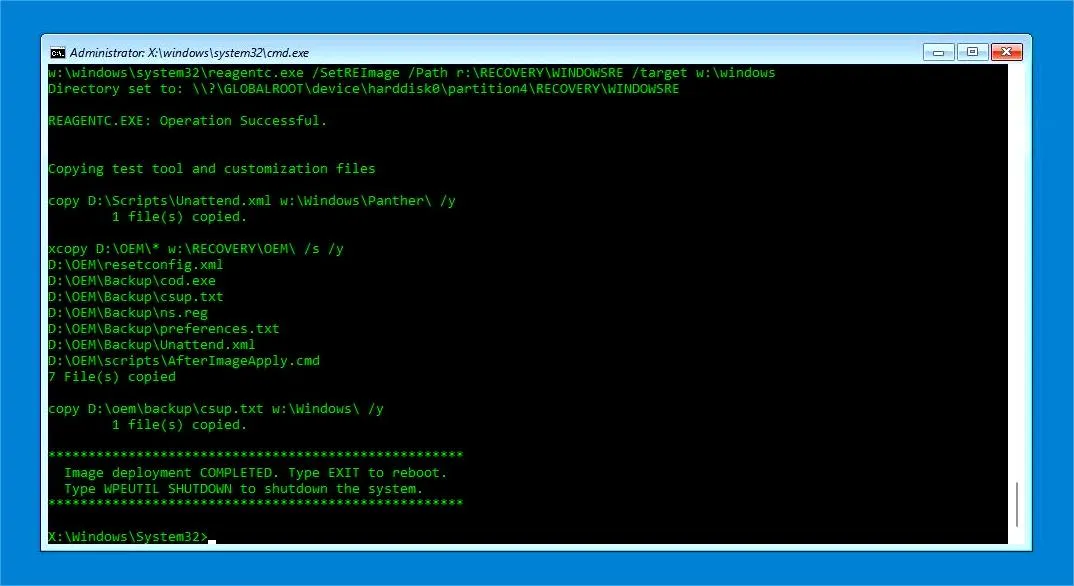 Administrator: X:\windows\system32\cmd.exe
w:\windows\system32\reagentc.exe /SetREImage /Path r:\RECOVERY\WINDOWSRE /target w:\windows
Directory set to: \\?\GLOBALROOT\device\harddisk0\partition4\RECOVERY\WINDOWSRE
REAGENTC.EXE: Operation Successful.
Copying test tool and customization files
copy D:\Scripts\Unattend.xml w:\Windows\Panther\ /y
1 file(s) copied.
xcopy D:\OEM\* w:\RECOVERY\OEM\ /s /y
D:\OEM\resetconfig.xml
D:\OEM\Backup\cod.exe
D:\OEM\Backup\csup.txt
D:\OEM\Backup\ns.reg
D:\OEM\Backup\preferences.txt
D:\OEM\Backup\Unattend.xml
D:\OEM\scripts\AfterImageApply.cmd
7 File(s) copied
copy D:\oem\backup\csup.txt w:\Windows\ /y
1 file(s) copied.
****************************************************
Image deployment COMPLETED. Type EXIT to reboot.
Type WPEUTIL SHUTDOWN to shutdown the system.
****************************************************
X:\Windows\System32>